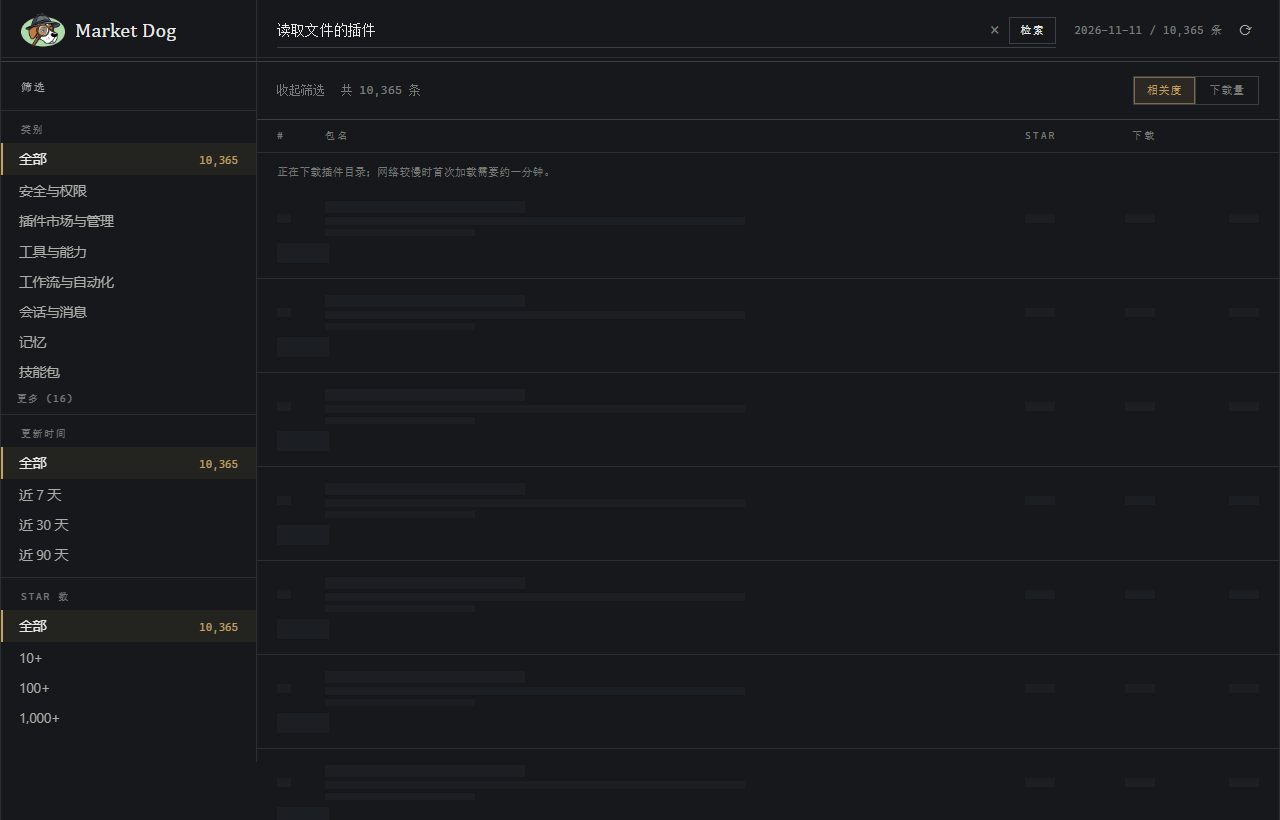 Market Dog
读取文件的插件
× 检索 2026-11-11 / 10,365 条
筛选
收起筛选 共 10,365 条
相关度 下载量
# 包名 STAR 下载
正在下载插件目录；网络较慢时首次加载需要约一分钟。
类别
全部 10,365
安全与权限
插件市场与管理
工具与能力
工作流与自动化
会话与消息
记忆
技能包
更多 (16)
更新时间
全部 10,365
近 7 天
近 30 天
近 90 天
STAR 数
全部 10,365
10+
100+
1,000+